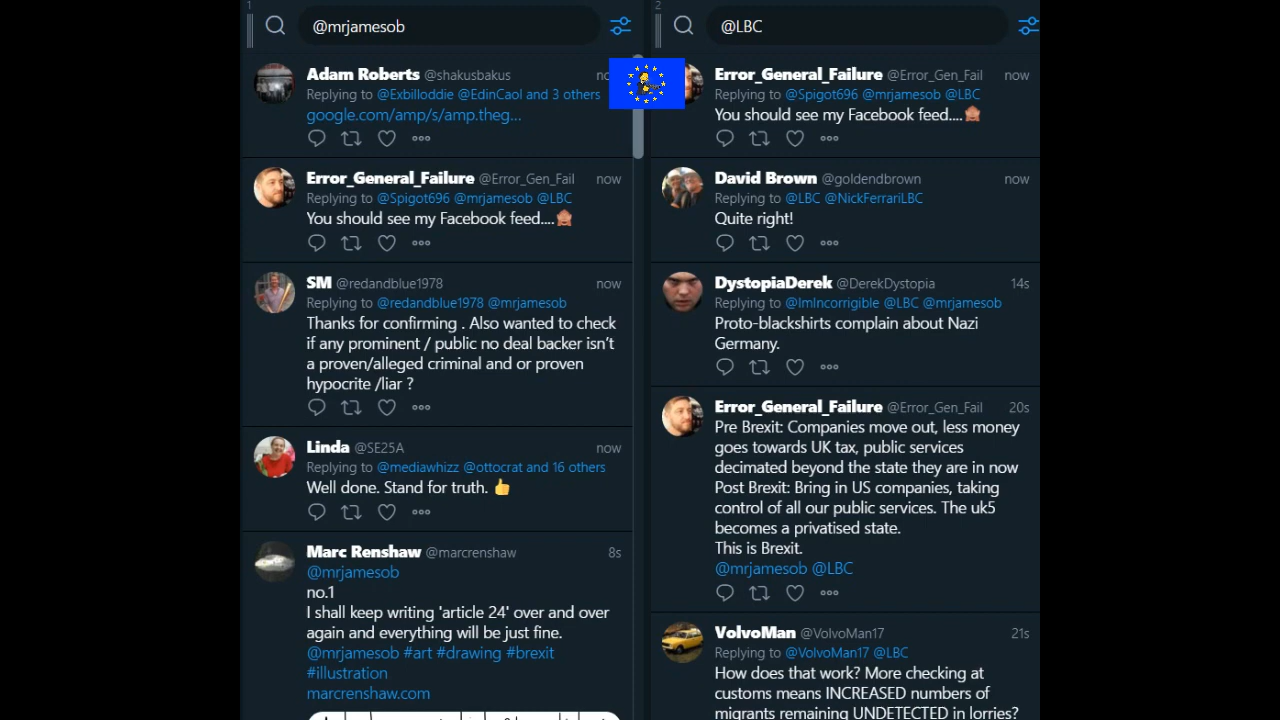 1
@mrjamesob
Adam Roberts @shakusbakus
Replying to @Exbilloddie @EdinCaol and 3 others
google.com/amp/s/amp.theg...
Error_General_Failure @Error_Gen_Fail now
Replying to @Spigot696 @mrjamesob @LBC
You should see my Facebook feed....🙈
SM @redandblue1978 now
Replying to @redandblue1978 @mrjamesob
Thanks for confirming . Also wanted to check
if any prominent / public no deal backer isn't
a proven/alleged criminal and or proven
hypocrite /liar ?
Linda @SE25A now
Replying to @mediawhizz @ottocrat and 16 others
Well done. Stand for truth. 👍
Marc Renshaw @marcrenshaw 8s
@mrjamesob
no.1
I shall keep writing 'article 24' over and over
again and everything will be just fine.
@mrjamesob #art #drawing #brexit
#illustration
marcrenshaw.com
2
@LBC
Error_General_Failure @Error_Gen_Fail now
Replying to @Spigot696 @mrjamesob @LBC
You should see my Facebook feed....🙈
David Brown @goldendbrown now
Replying to @LBC @NickFerrariLBC
Quite right!
DystopiaDerek @DerekDystopia 14s
Replying to @ImIncorrigible @LBC @mrjamesob
Proto-blackshirts complain about Nazi
Germany.
Error_General_Failure @Error_Gen_Fail 20s
Pre Brexit: Companies move out, less money
goes towards UK tax, public services
decimated beyond the state they are in now
Post Brexit: Bring in US companies, taking
control of all our public services. The uk5
becomes a privatised state.
This is Brexit.
@mrjamesob @LBC
VolvoMan @VolvoMan17 21s
Replying to @VolvoMan17 @LBC
How does that work? More checking at
customs means INCREASED numbers of
migrants remaining UNDETECTED in lorries?